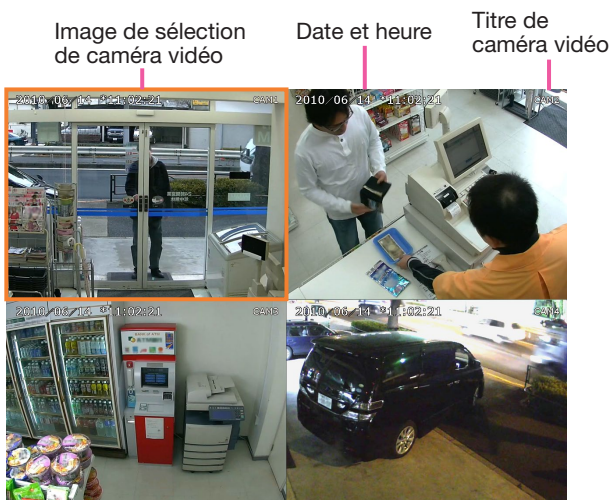 Image de sélection
de caméra vidéo
Date et heure
Titre de
caméra vidéo
2010/06/14 *11:02:21
CAM1
2010/06/14 *11:02:21
CAM2
2010/06/14 *11:02:21
CAM3
2010/06/14 *11:02:21
CAM4